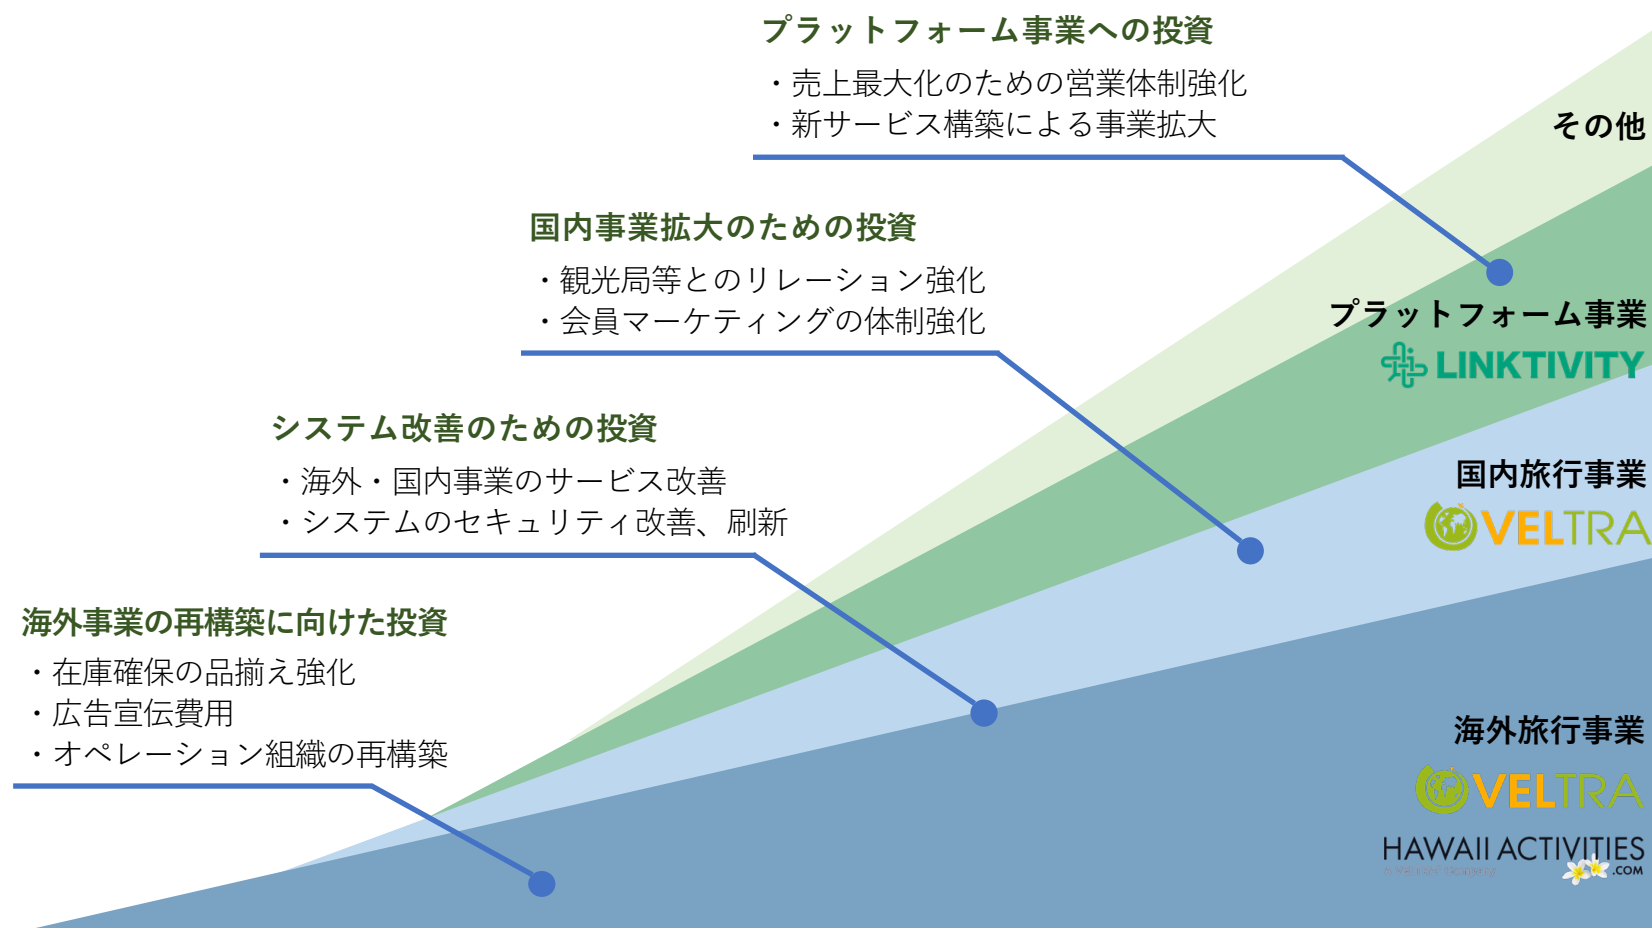 プラットフォーム事業への投資
・売上最大化のための営業体制強化
・新サービス構築による事業拡大
その他
国内事業拡大のための投資
・観光局等とのリレーション強化
・会員マーケティングの体制強化
プラットフォーム事業
LINKTIVITY
システム改善のための投資
・海外・国内事業のサービス改善
・システムのセキュリティ改善、刷新
国内旅行事業
VELTRA
海外事業の再構築に向けた投資
・在庫確保の品揃え強化
・広告宣伝費用
・オペレーション組織の再構築
海外旅行事業
VELTRA
HAWAII ACTIVITIES
.COM